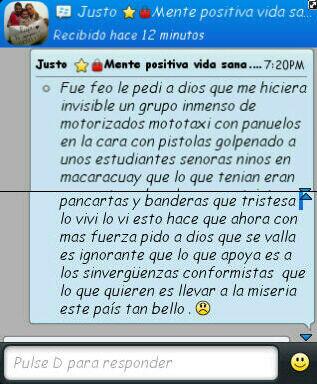 Justo ⭐ Mente positiva vida sa...
Recibido hace 12 minutos
Justo ⭐ Mente positiva vida sana.... 7:20PM
Fue feo le pedi a dios que me hiciera
invisible un grupo inmenso de
motorizados mototaxi con panuelos
en la cara con pistolas golpenado a
unos estudiantes senoras ninos en
macaracuay que lo que tenian eran
pancartas y banderas que tristesa
lo vivi lo vi esto hace que ahora con
mas fuerza pido a dios que se valla
es ignorante que lo que apoya es a
los sinvergüenzas conformistas que
lo que quieren es llevar a la miseria
este país tan bello . ☹
Pulse D para responder